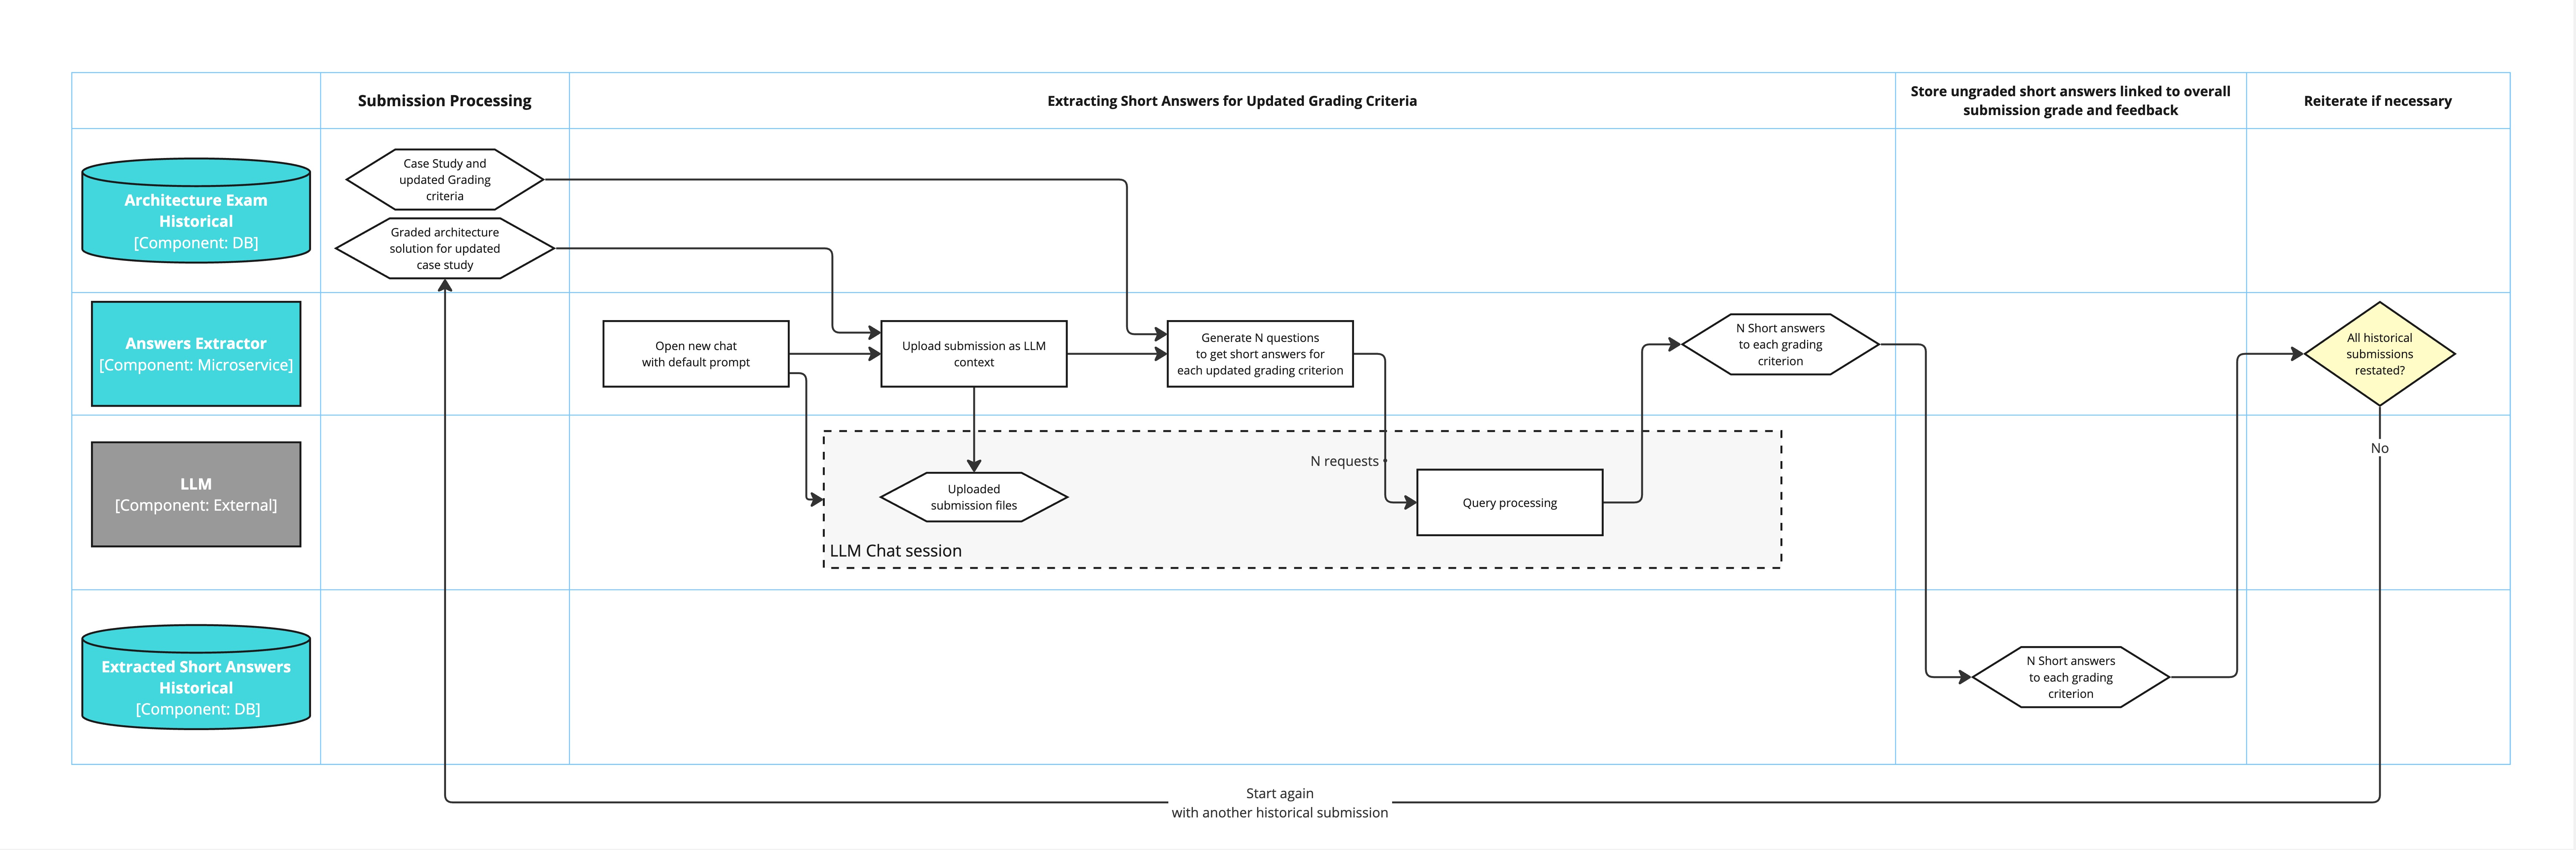 Submission Processing
Extracting Short Answers for Updated Grading Criteria
Store ungraded short answers linked to overall
submission grade and feedback
Reiterate if necessary
Architecture Exam
Historical
[Component: DB]
Case Study and
updated Grading
criteria
Graded architecture
solution for updated
case study
Answers Extractor
[Component: Microservice]
Open new chat
with default prompt
Upload submission as LLM
context
Generate N questions
to get short answers for
each updated grading criterion
N Short answers
to each grading
criterion
All historical
submissions
restated?
No
LLM
[Component: External]
Uploaded
submission files
N requests
Query processing
LLM Chat session
Extracted Short Answers
Historical
[Component: DB]
N Short answers
to each grading
criterion
Start again
with another historical submission